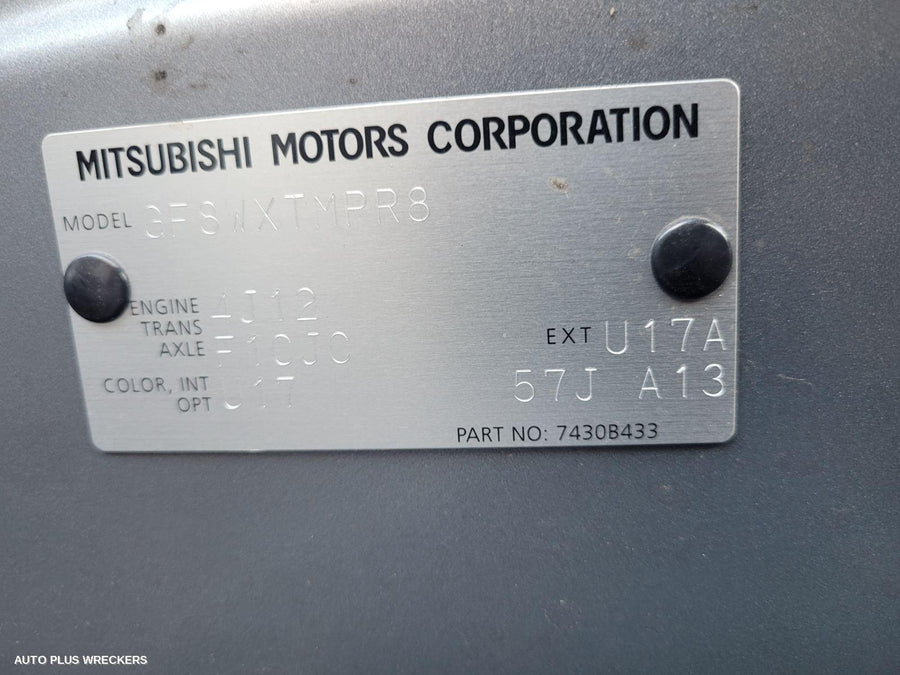 MITSUBISHI MOTORS CORPORATION
MODEL GF8WXTMPR8
ENGINE 4J12
TRANS
AXLE F1CJC
EXT U17A
COLOR, INT J17
OPT
57J A13
PART NO: 7430B433
AUTO PLUS WRECKERS